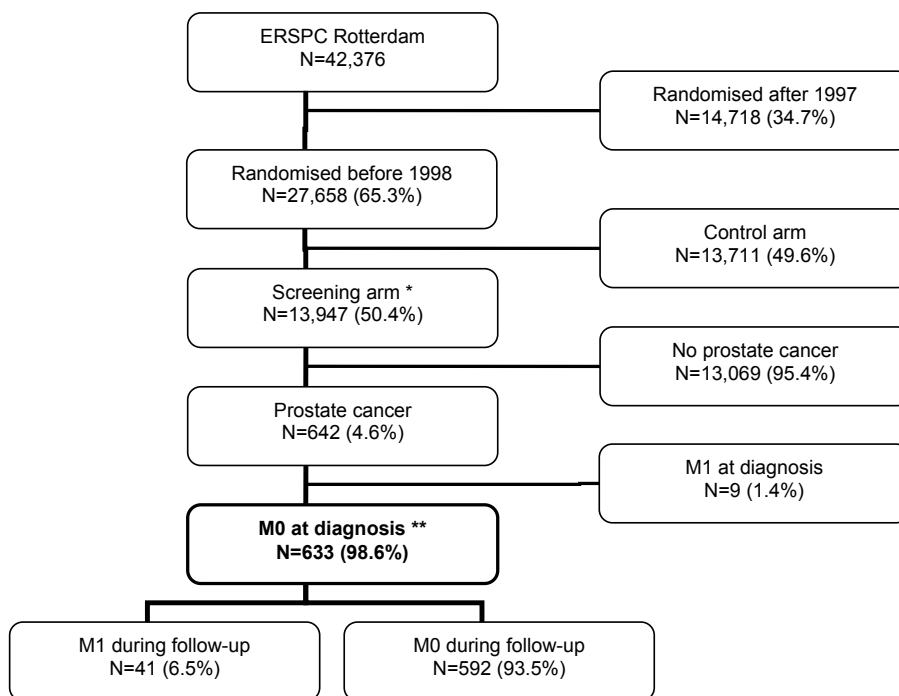 ERSPC Rotterdam
N=42,376
Randomised after 1997
N=14,718 (34.7%)
Randomised before 1998
N=27,658 (65.3%)
Control arm
N=13,711 (49.6%)
Screening arm *
N=13,947 (50.4%)
No prostate cancer
N=13,069 (95.4%)
Prostate cancer
N=642 (4.6%)
M1 at diagnosis
N=9 (1.4%)
M0 at diagnosis **
N=633 (98.6%)
M1 during follow-up
N=41 (6.5%)
M0 during follow-up
N=592 (93.5%)